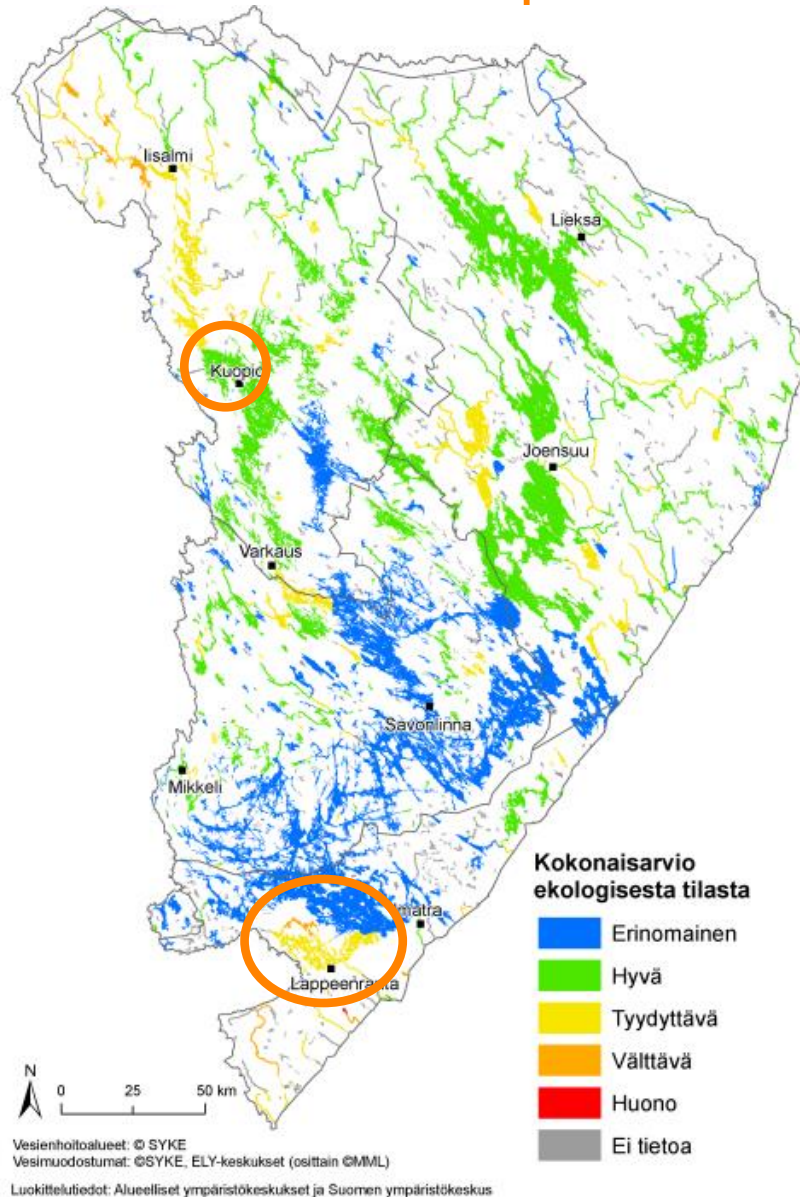 Iisalmi
Lieksa
Kuopio
Joensuu
Varkaus
Savonlinna
Mikkeli
Imatra
Lappeenranta
Kokonaisarvio
ekologisesta tilasta
Erinomainen
Hyvä
Tyydyttävä
Välttävä
Huono
Ei tietoa
N
0 25 50 km
Vesienhoitoalueet: © SYKE
Vesimuodostumat: ©SYKE, ELY-keskukset (osittain ©MML)
Luokittelutiedot: Alueelliset ympäristökeskukset ja Suomen ympäristökeskus